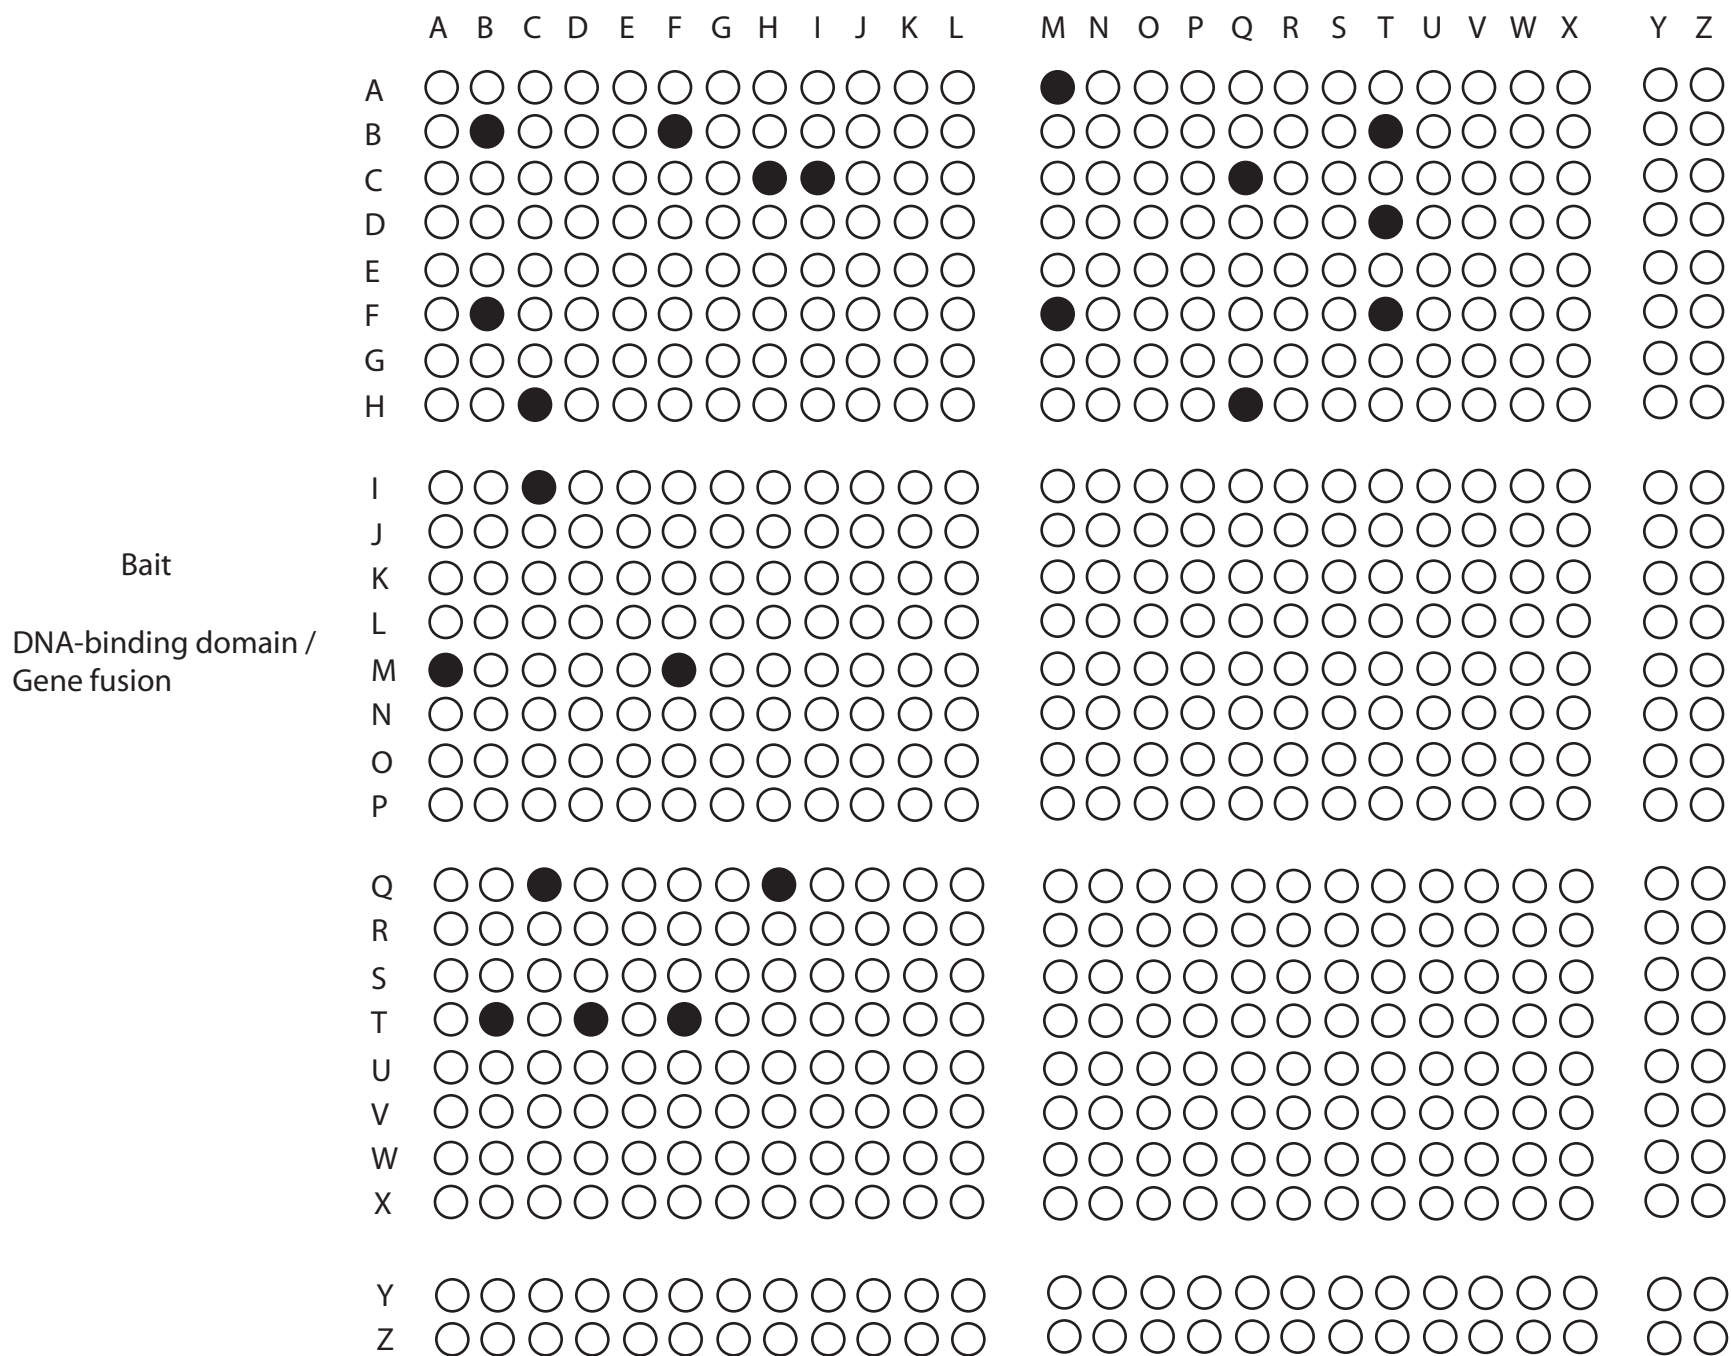 A B C D E F G H I J K L M N O P Q R S T U V W X Y Z
A
B
C
D
E
F
G
H
I
J
Bait
K
L
DNA-binding domain /
M
Gene fusion
N
O
P
Q
R
S
T
U
V
W
X
Y
Z